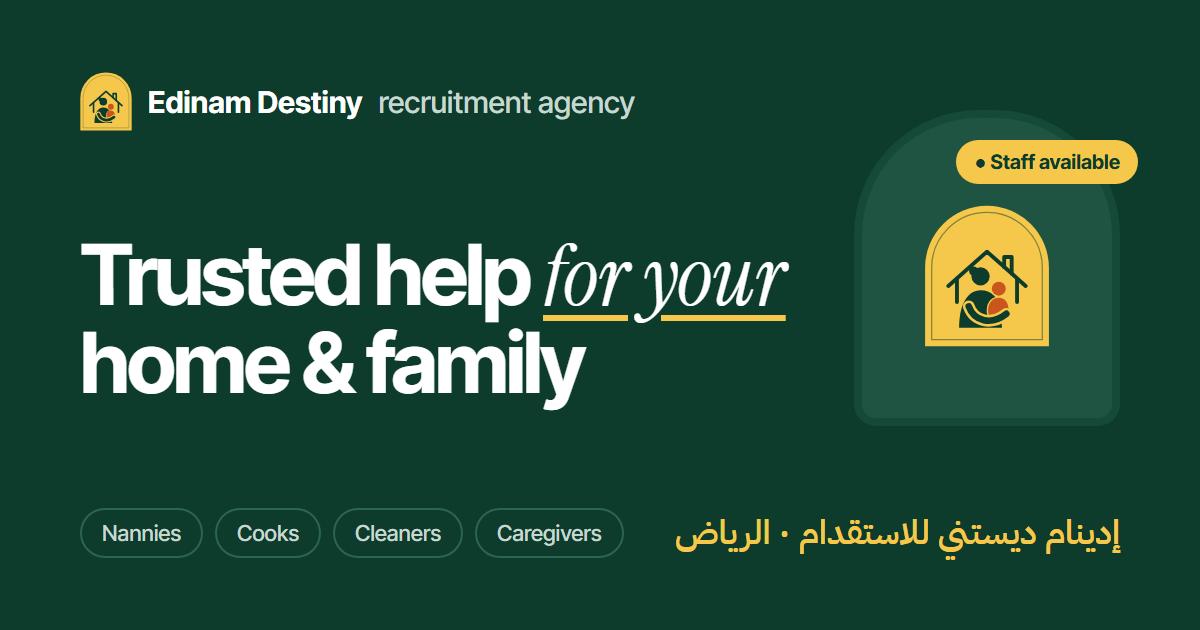 Edinam Destiny recruitment agency
• Staff available
Trusted help for your
home & family
Nannies
Cooks
Cleaners
Caregivers
إدينام ديستني للاستقدام · الرياض